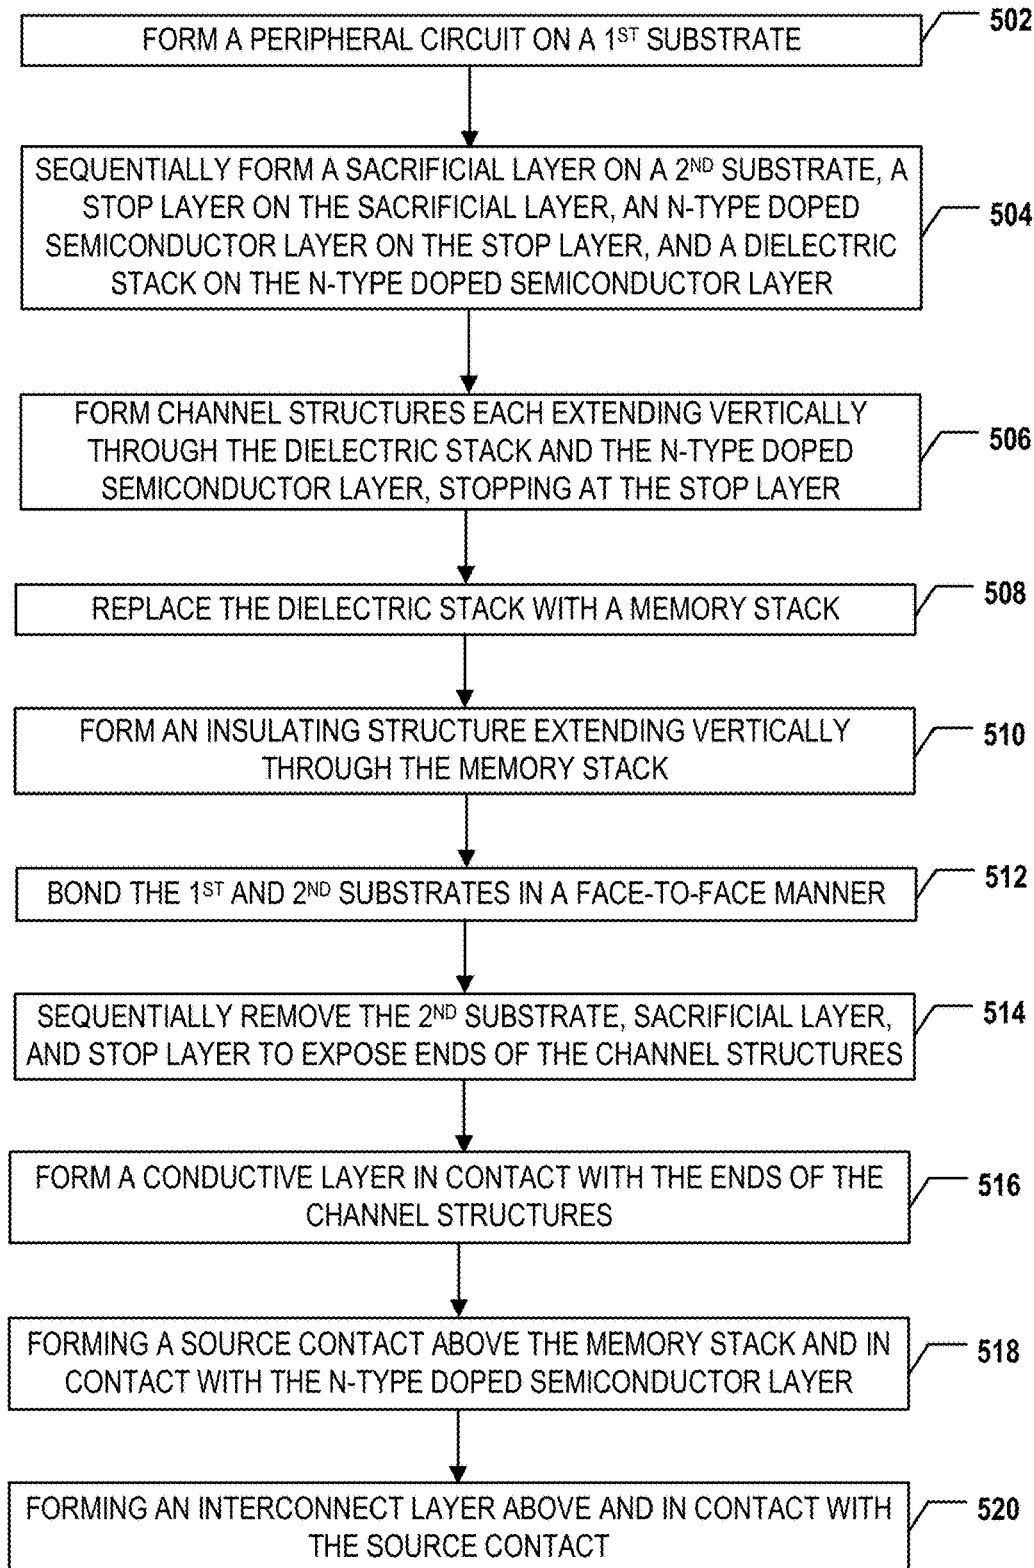 502
FORM A PERIPHERAL CIRCUIT ON A 1ST SUBSTRATE
SEQUENTIALLY FORM A SACRIFICIAL LAYER ON A 2ND SUBSTRATE, A
STOP LAYER ON THE SACRIFICIAL LAYER, AN N-TYPE DOPED
SEMICONDUCTOR LAYER ON THE STOP LAYER, AND A DIELECTRIC
STACK ON THE N-TYPE DOPED SEMICONDUCTOR LAYER
504
FORM CHANNEL STRUCTURES EACH EXTENDING VERTICALLY
THROUGH THE DIELECTRIC STACK AND THE N-TYPE DOPED
SEMICONDUCTOR LAYER, STOPPING AT THE STOP LAYER
506
REPLACE THE DIELECTRIC STACK WITH A MEMORY STACK
508
FORM AN INSULATING STRUCTURE EXTENDING VERTICALLY
THROUGH THE MEMORY STACK
510
BOND THE 1ST AND 2ND SUBSTRATES IN A FACE-TO-FACE MANNER
512
SEQUENTIALLY REMOVE THE 2ND SUBSTRATE, SACRIFICIAL LAYER,
AND STOP LAYER TO EXPOSE ENDS OF THE CHANNEL STRUCTURES
514
FORM A CONDUCTIVE LAYER IN CONTACT WITH THE ENDS OF THE
CHANNEL STRUCTURES
516
FORMING A SOURCE CONTACT ABOVE THE MEMORY STACK AND IN
CONTACT WITH THE N-TYPE DOPED SEMICONDUCTOR LAYER
518
FORMING AN INTERCONNECT LAYER ABOVE AND IN CONTACT WITH
THE SOURCE CONTACT
520